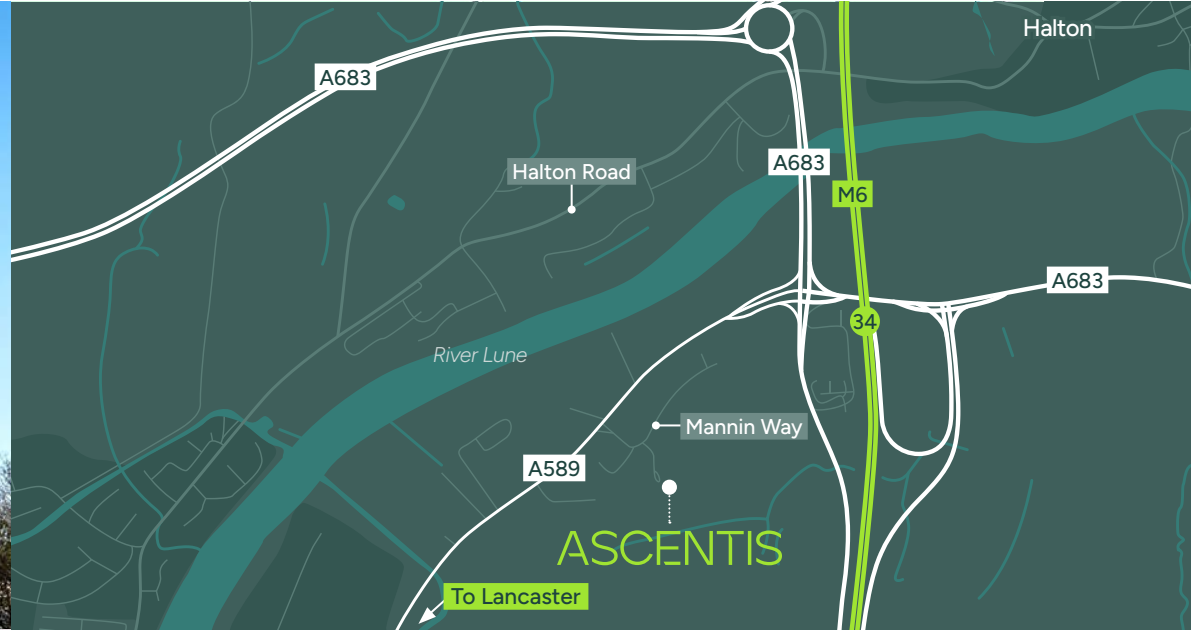 Halton
A683
A683
Halton Road
M6
A683
34
River Lune
Mannin Way
A589
ASCENTIS
To Lancaster